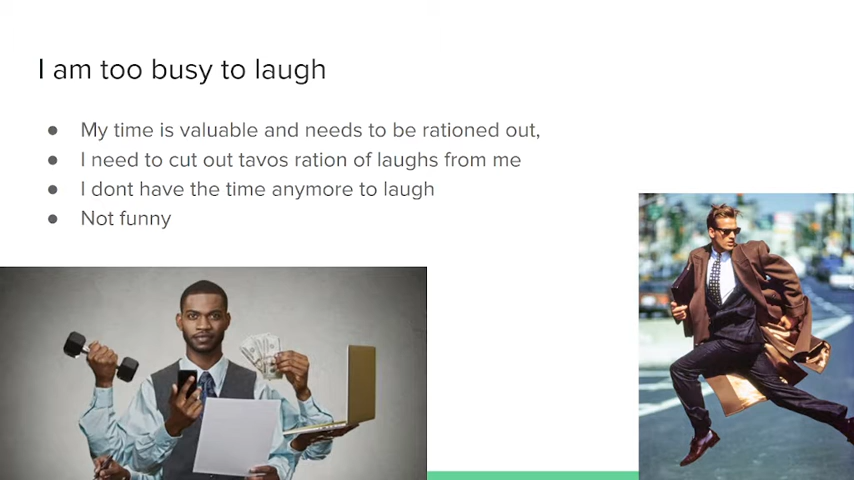 I am too busy to laugh
● My time is valuable and needs to be rationed out,
● I need to cut out tavos ration of laughs from me
● I dont have the time anymore to laugh
● Not funny